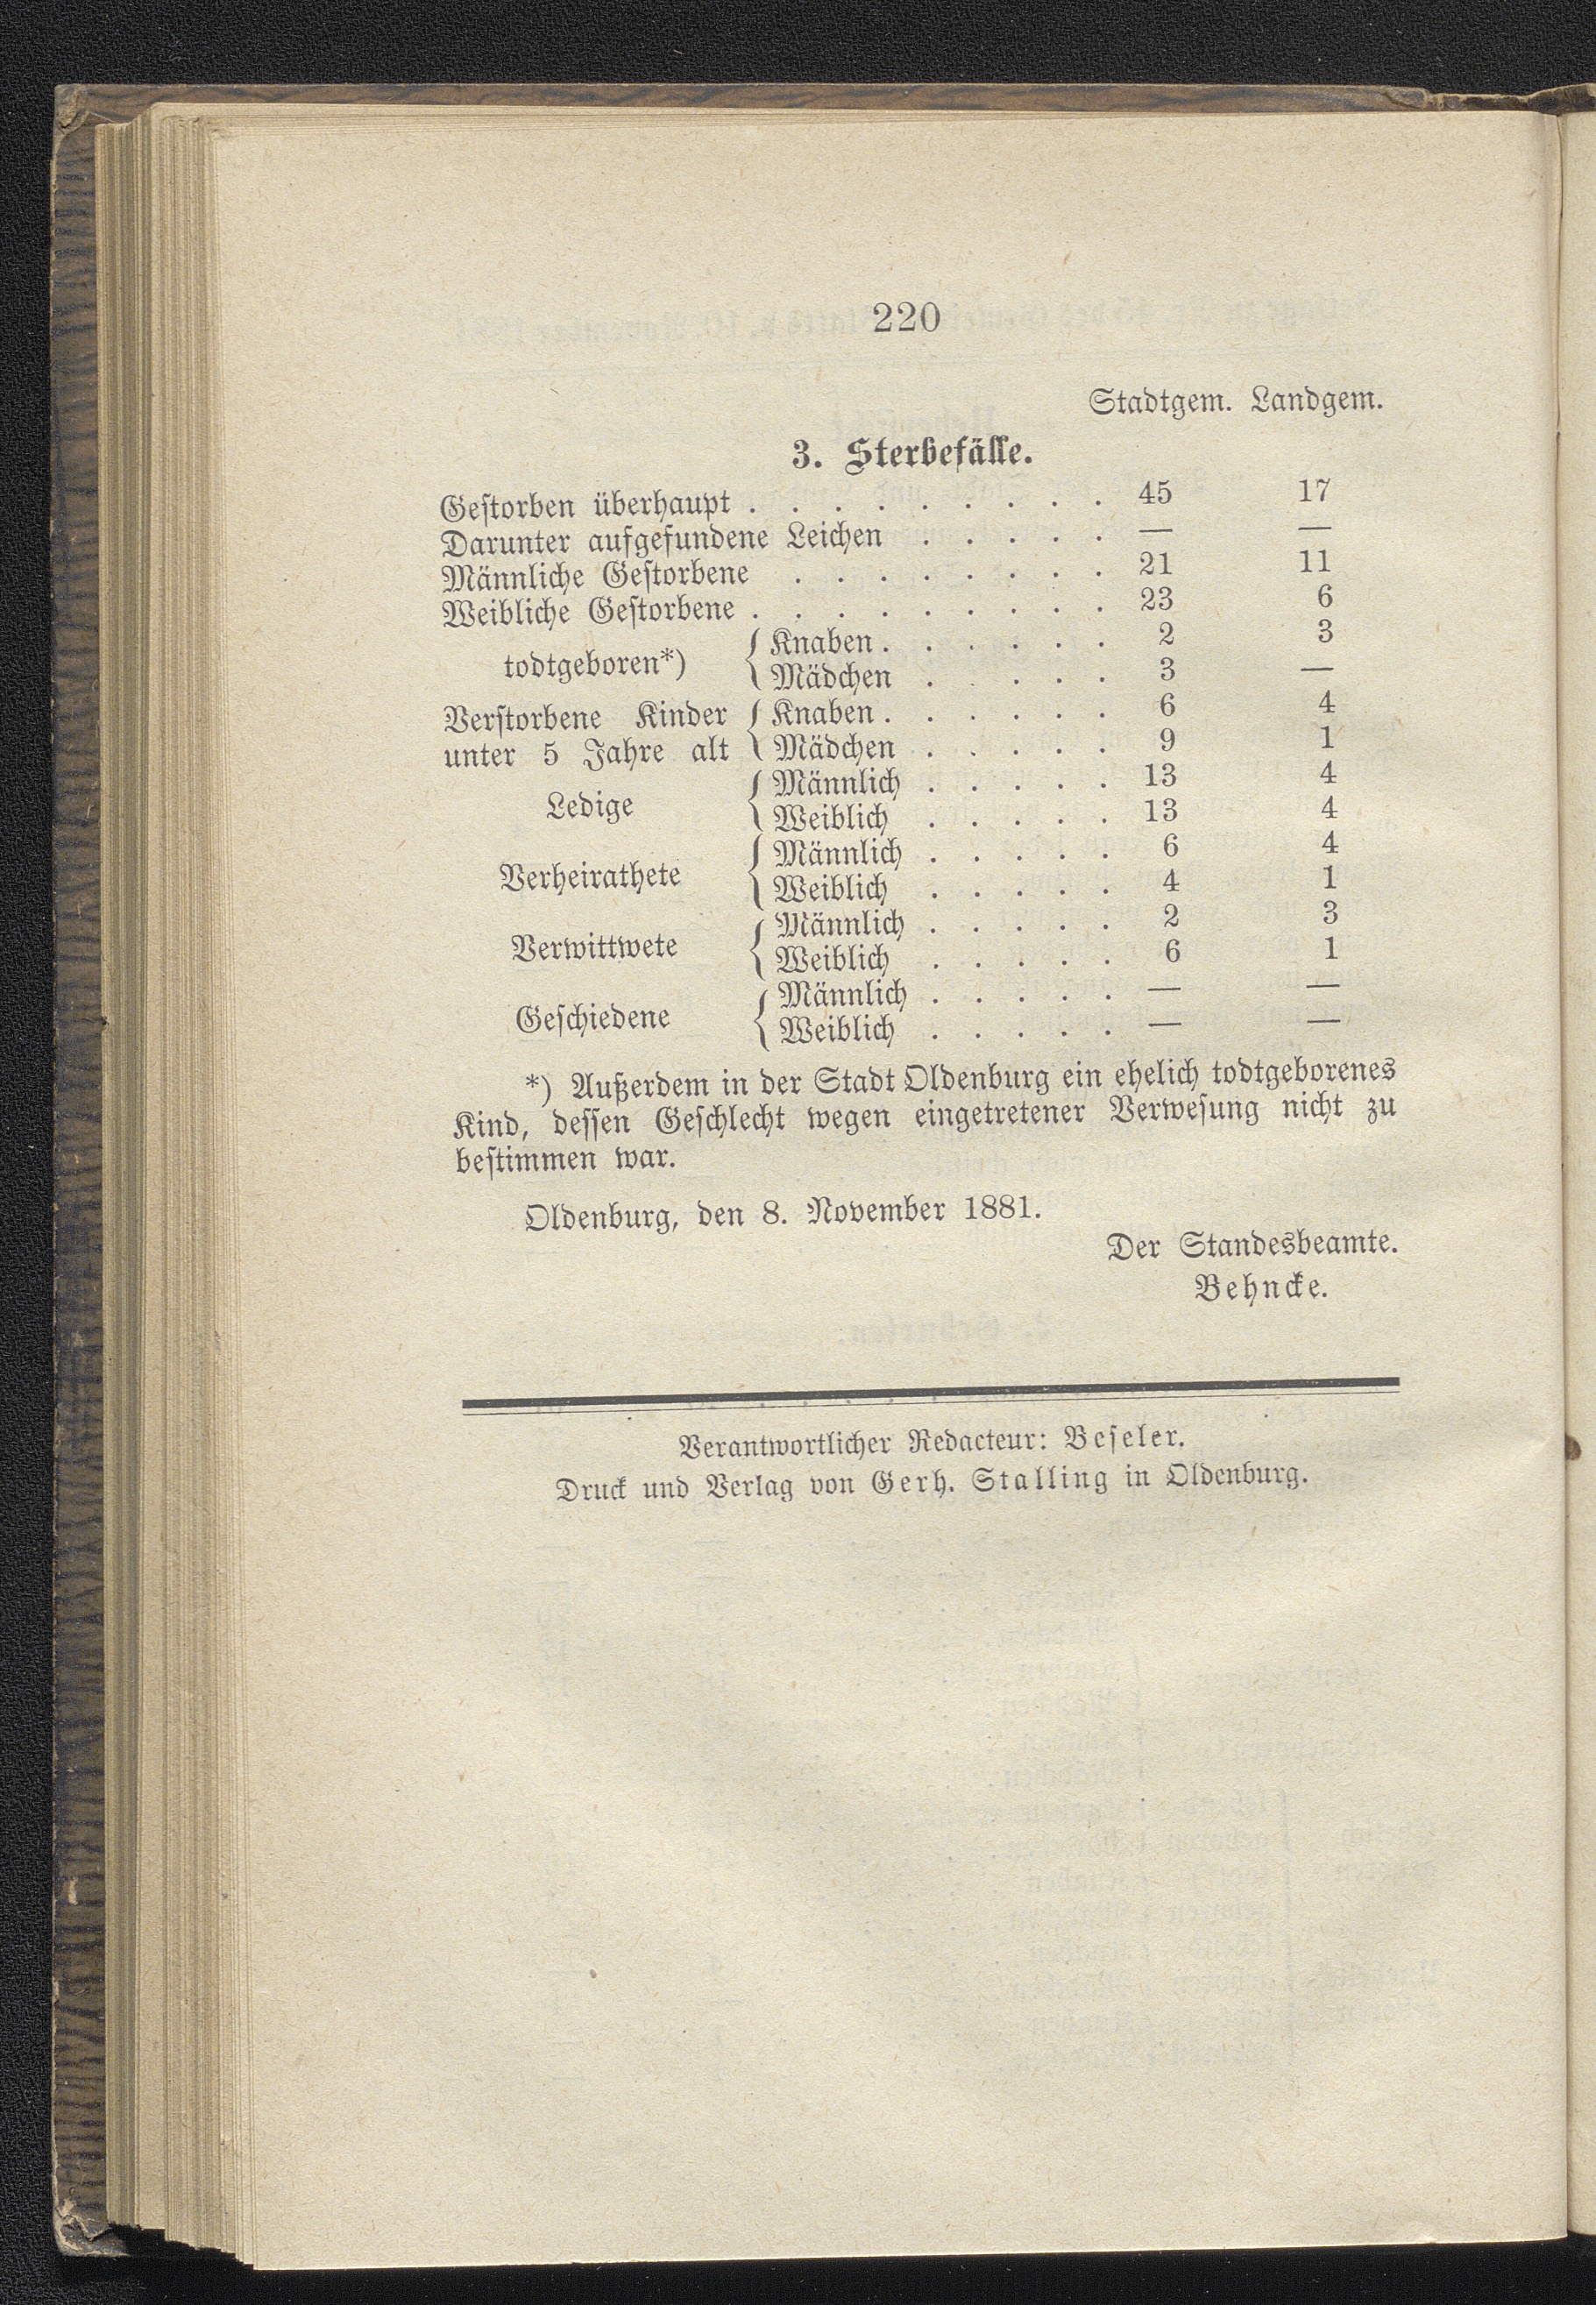 220
Stadtgem. Landgem.
3. Sterbefälle.
Gestorben überhaupt . . . . . . . . . 45 17
Darunter aufgefundene Leichen . . . . . — —
Männliche Gestorbene . . . . . . . . 21 11
Weibliche Gestorbene . . . . . . . . . 23 6
todtgeboren*) { Knaben . . . . . . 2 3
Mädchen . . . . . 3 —
Verstorbene Kinder { Knaben . . . . . . 6 4
unter 5 Jahre alt Mädchen . . . . . 9 1
Ledige { Männlich . . . . . 13 4
Weiblich . . . . . 13 4
Verheirathete { Männlich . . . . . 6 4
Weiblich . . . . . 4 1
Verwittwete { Männlich . . . . . 2 3
Weiblich . . . . . 6 1
Geschiedene { Männlich . . . . . — —
Weiblich . . . . . — —
*) Außerdem in der Stadt Oldenburg ein ehelich todtgeborenes
Kind, dessen Geschlecht wegen eingetretener Verwesung nicht zu
bestimmen war.
Oldenburg, den 8. November 1881.
Der Standesbeamte.
Behncke.
Verantwortlicher Redacteur: Beseler.
Druck und Verlag von Gerh. Stalling in Oldenburg.